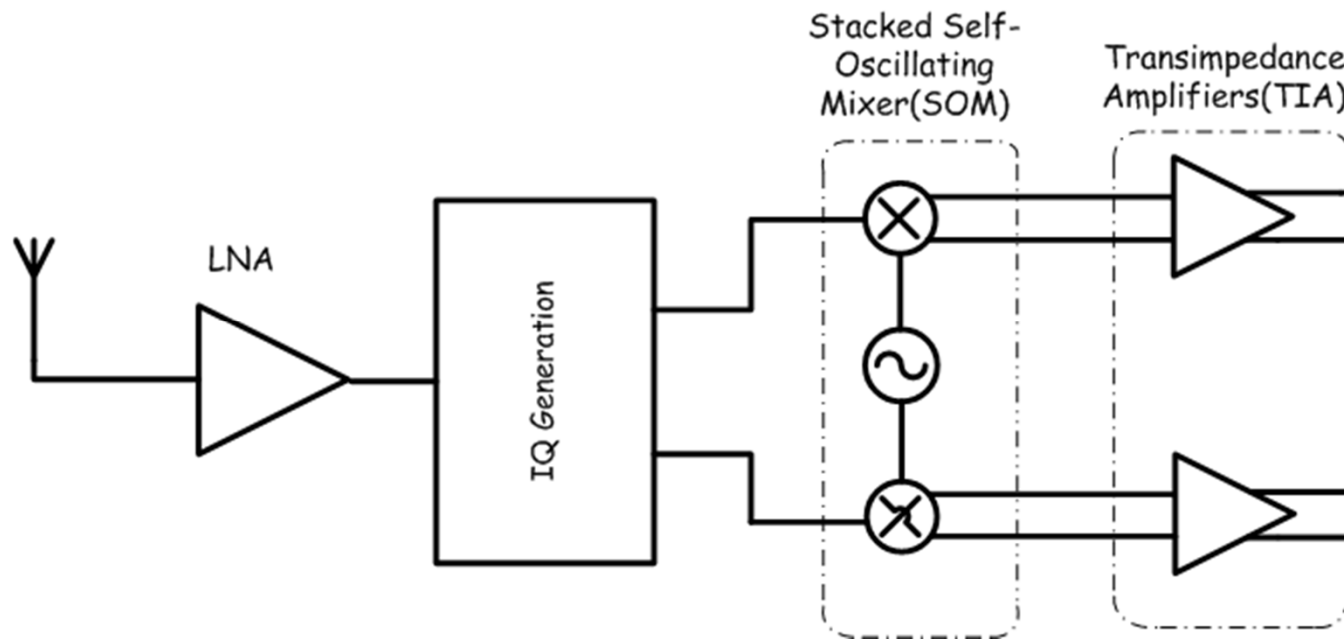 Stacked Self-
Oscillating
Mixer(SOM)
Transimpedance
Amplifiers(TIA)
LNA
IQ Generation